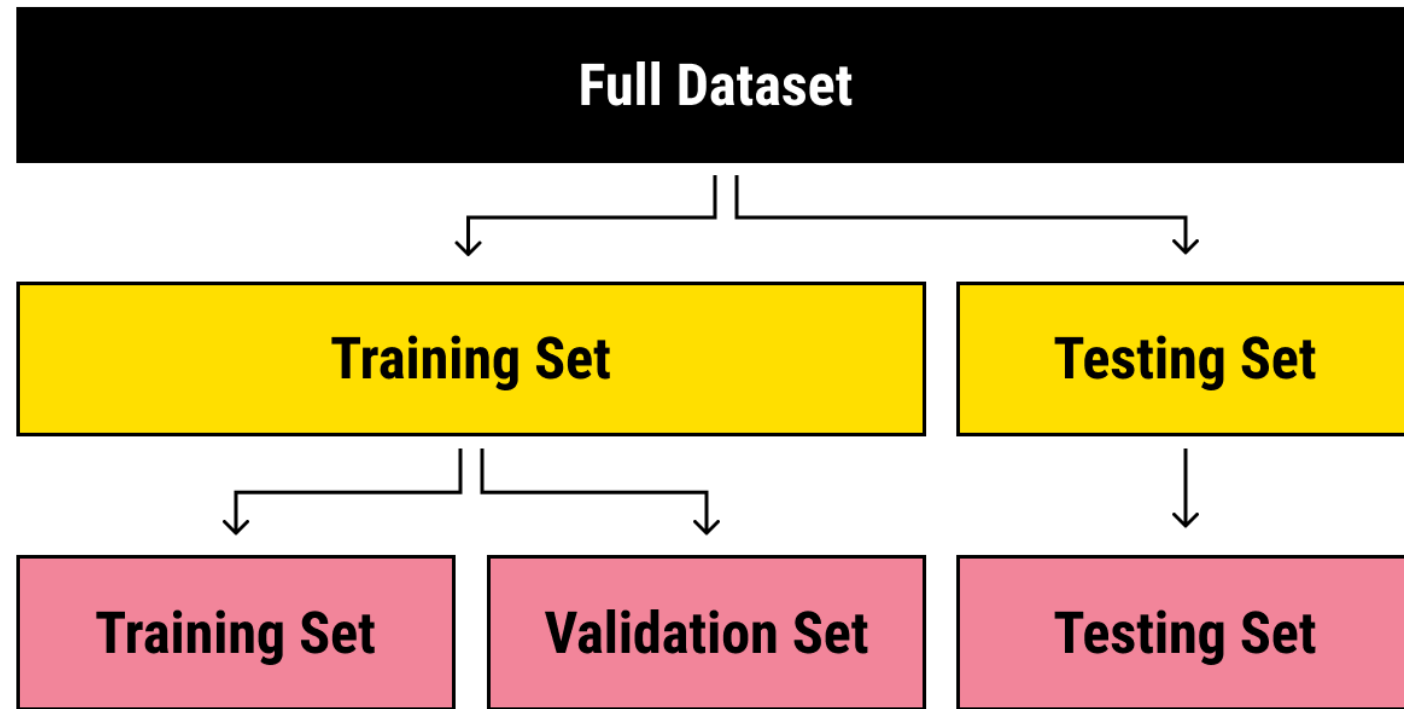 Full Dataset
Training Set
Testing Set
Training Set
Validation Set
Testing Set